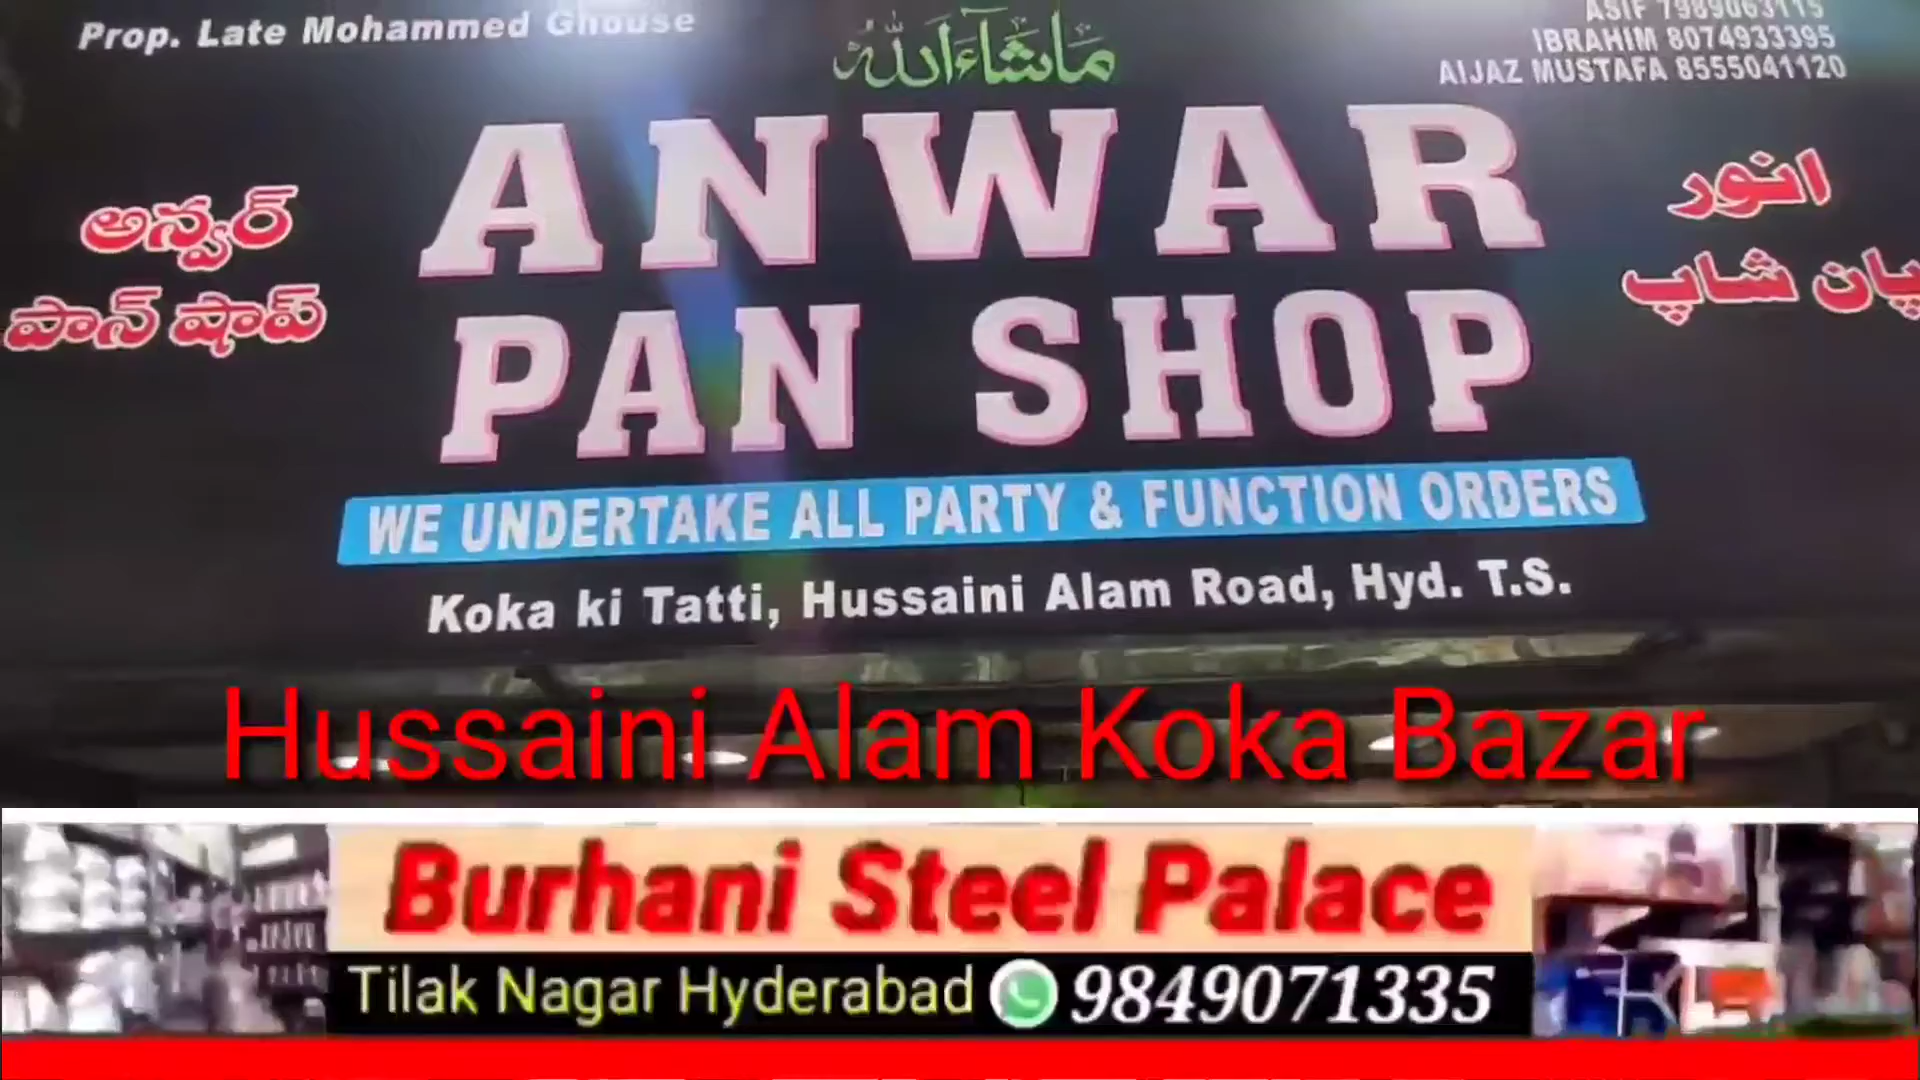 Prop. Late Mohammed Ghouse
ماشاءالله
ASIF 7989063115
IBRAHIM 8074933395
AIJAZ MUSTAFA 8555041120
ANWAR
PAN SHOP
అన్వర్
పాన్ షాప్
انور
پان شاپ
WE UNDERTAKE ALL PARTY & FUNCTION ORDERS
Koka ki Tatti, Hussaini Alam Road, Hyd. T.S.
Hussaini Alam Koka Bazar
Burhani Steel Palace
Tilak Nagar Hyderabad 9849071335